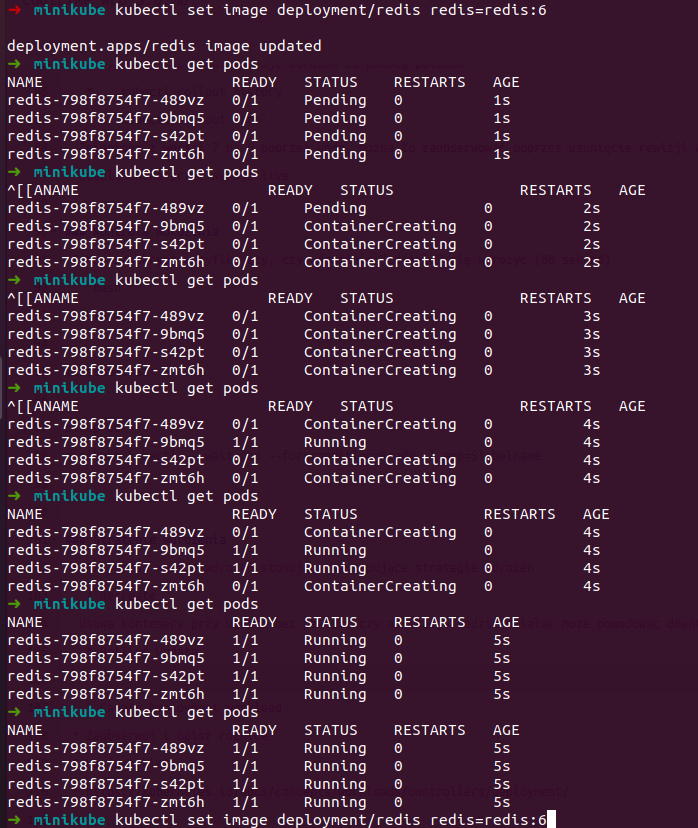 ➜ minikube kubectl set image deployment/redis redis=redis:6
deployment.apps/redis image updated
➜ minikube kubectl get pods
NAME READY STATUS RESTARTS AGE
redis-798f8754f7-489vz 0/1 Pending 0 1s
redis-798f8754f7-9bmq5 0/1 Pending 0 1s
redis-798f8754f7-s42pt 0/1 Pending 0 1s
redis-798f8754f7-zmt6h 0/1 Pending 0 1s
➜ minikube kubectl get pods
^[[ANAME READY STATUS RESTARTS AGE
redis-798f8754f7-489vz 0/1 Pending 0 2s
redis-798f8754f7-9bmq5 0/1 ContainerCreating 0 2s
redis-798f8754f7-s42pt 0/1 ContainerCreating 0 2s
redis-798f8754f7-zmt6h 0/1 ContainerCreating 0 2s
➜ minikube kubectl get pods
^[[ANAME READY STATUS RESTARTS AGE
redis-798f8754f7-489vz 0/1 ContainerCreating 0 3s
redis-798f8754f7-9bmq5 0/1 ContainerCreating 0 3s
redis-798f8754f7-s42pt 0/1 ContainerCreating 0 3s
redis-798f8754f7-zmt6h 0/1 ContainerCreating 0 3s
➜ minikube kubectl get pods
^[[ANAME READY STATUS RESTARTS AGE
redis-798f8754f7-489vz 0/1 ContainerCreating 0 4s
redis-798f8754f7-9bmq5 1/1 Running 0 4s
redis-798f8754f7-s42pt 0/1 ContainerCreating 0 4s
redis-798f8754f7-zmt6h 0/1 ContainerCreating 0 4s
➜ minikube kubectl get pods
NAME READY STATUS RESTARTS AGE
redis-798f8754f7-489vz 0/1 ContainerCreating 0 4s
redis-798f8754f7-9bmq5 1/1 Running 0 4s
redis-798f8754f7-s42pt 1/1 Running 0 4s
redis-798f8754f7-zmt6h 0/1 ContainerCreating 0 4s
➜ minikube kubectl get pods
NAME READY STATUS RESTARTS AGE
redis-798f8754f7-489vz 1/1 Running 0 5s
redis-798f8754f7-9bmq5 1/1 Running 0 5s
redis-798f8754f7-s42pt 1/1 Running 0 5s
redis-798f8754f7-zmt6h 1/1 Running 0 5s
➜ minikube kubectl get pods
NAME READY STATUS RESTARTS AGE
redis-798f8754f7-489vz 1/1 Running 0 5s
redis-798f8754f7-9bmq5 1/1 Running 0 5s
redis-798f8754f7-s42pt 1/1 Running 0 5s
redis-798f8754f7-zmt6h 1/1 Running 0 5s
➜ minikube kubectl set image deployment/redis redis=redis:6